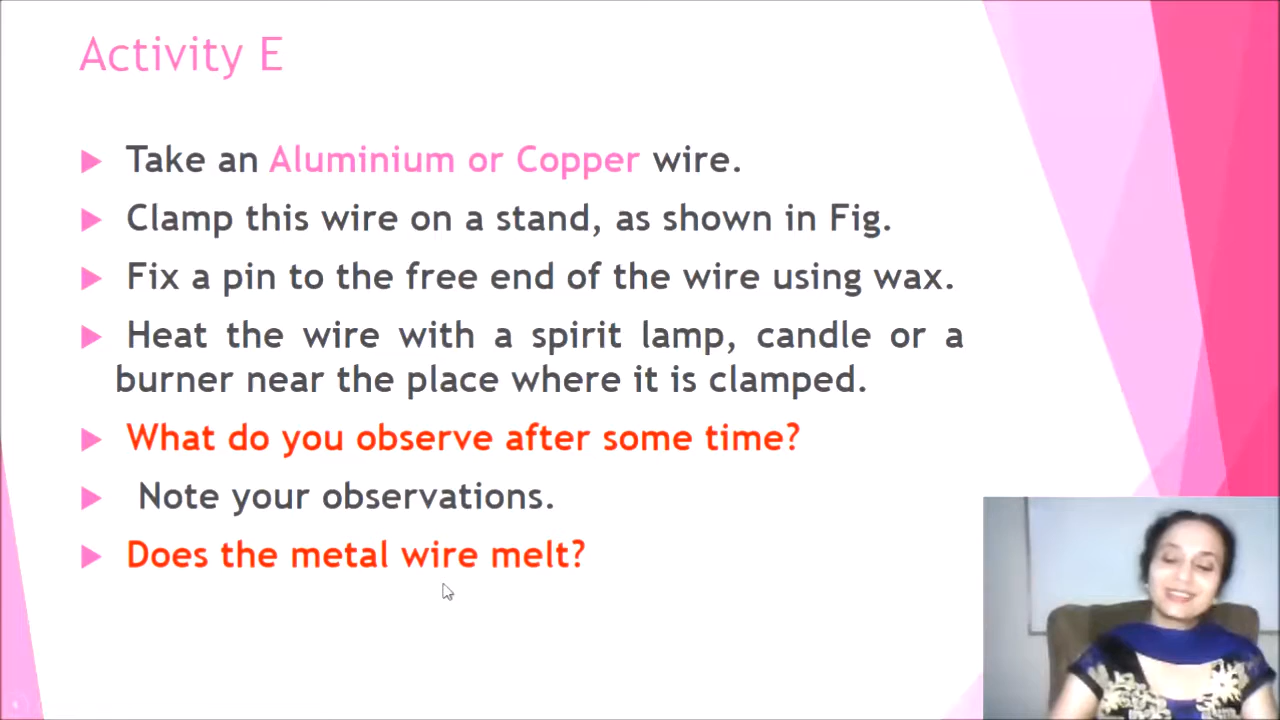 Activity E
Take an Aluminium or Copper wire.
Clamp this wire on a stand, as shown in Fig.
Fix a pin to the free end of the wire using wax.
Heat the wire with a spirit lamp, candle or a
burner near the place where it is clamped.
What do you observe after some time?
Note your observations.
Does the metal wire melt?